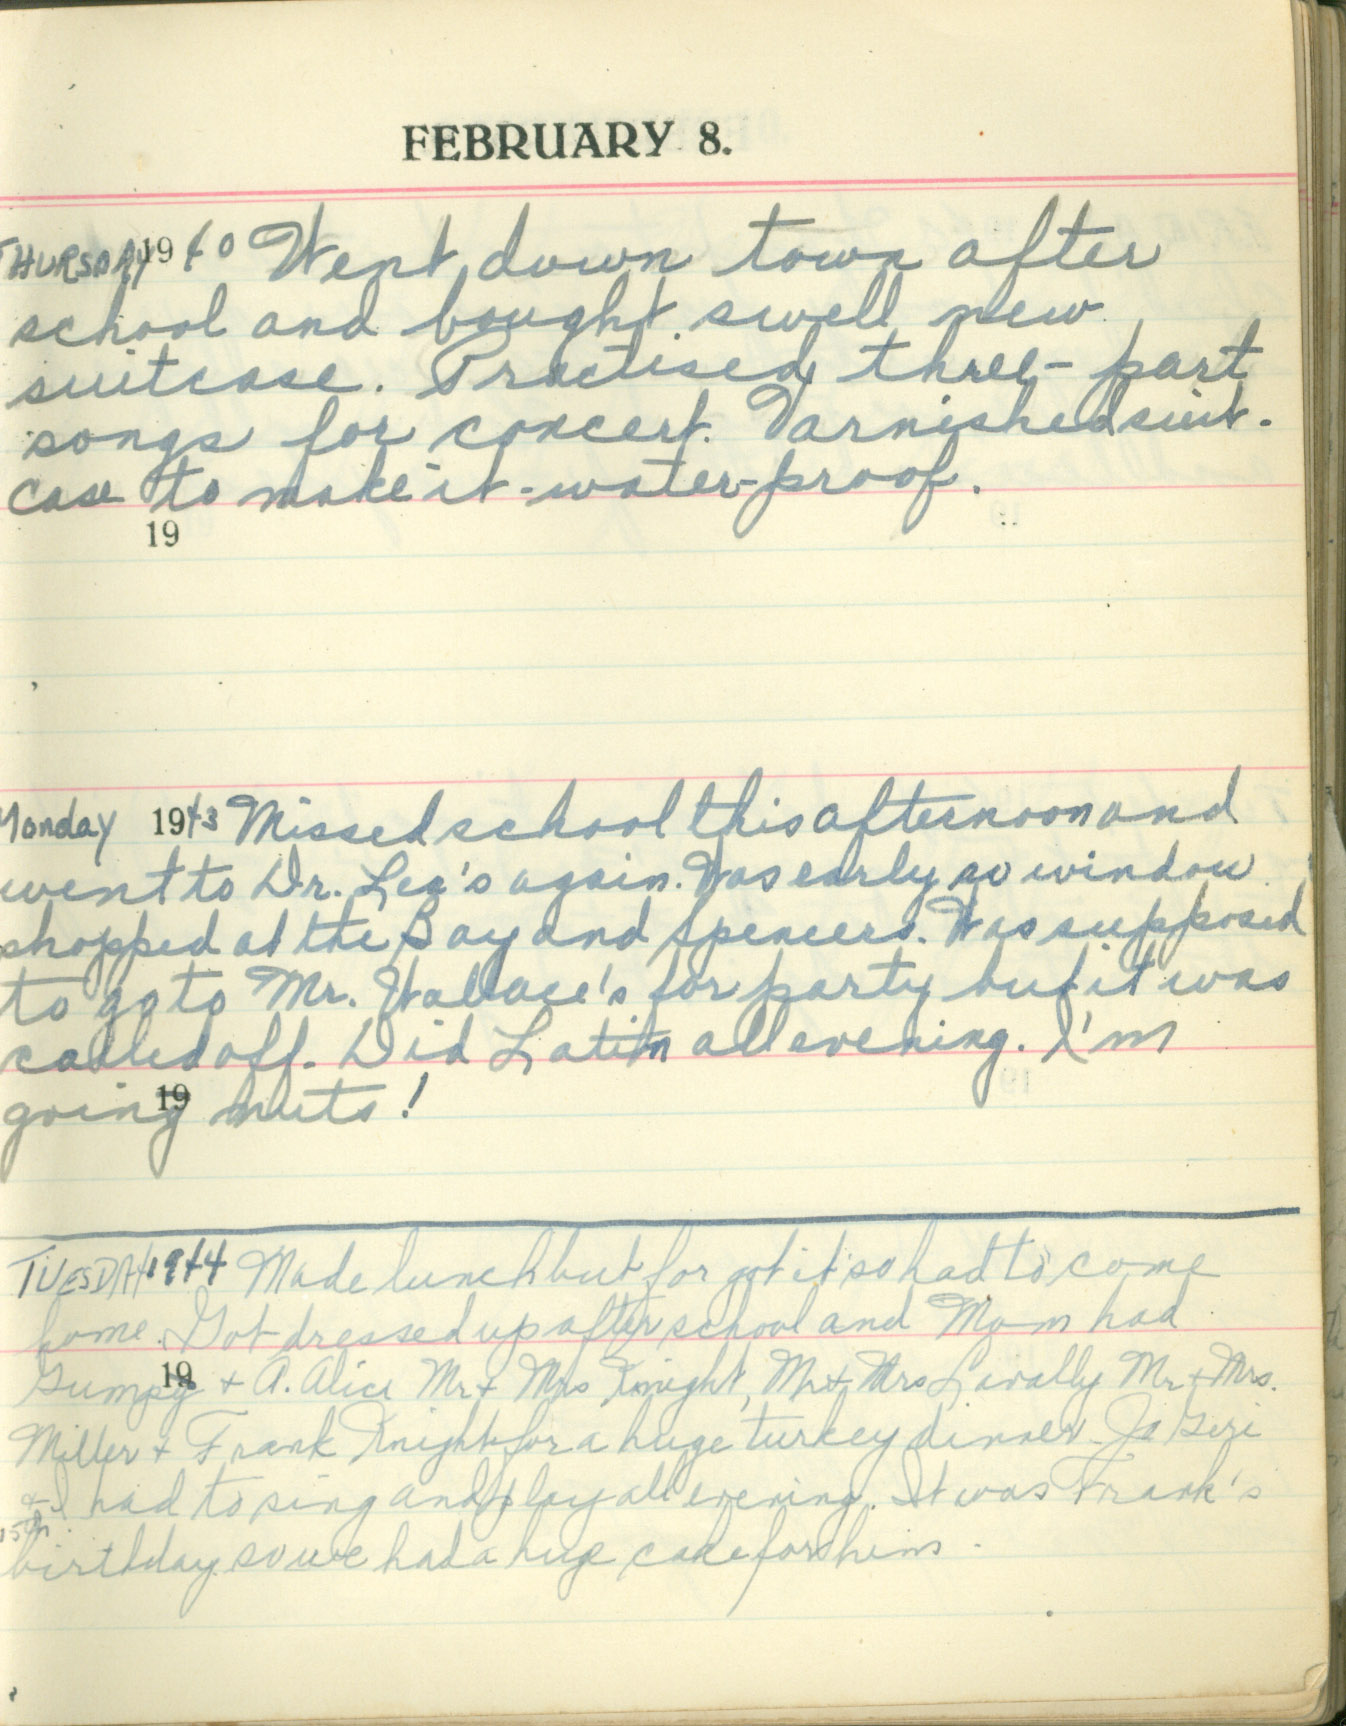 FEBRUARY 8.
THURSDAY 1940 Went down town after
school and bought swell new
suitcase. Practised three-part
songs for concert. Varnished suit-
case to make it-water-proof.
19
Monday 1943 Missed school this afternoon and
went to Dr. Lea's again. Was early so window
shopped at the Bay and Spencers. Was supposed
to go to Mr. Wallace's for party but it was
called off. Did Latin all evening. I'm
going nuts!
19
TUESDAY 1944 Made lunch but forgot it so had to come
home. Got dressed up after school and Mom had
19
Gumpy + A. Alice Mr + Mrs Knight, Mr + Mrs Lavally Mr + Mrs.
Miller + Frank Knight for a huge turkey dinner. Jo Geri
+ I had to sing and play all evening. It was Frank's
15th
birthday so we had a huge cake for him.